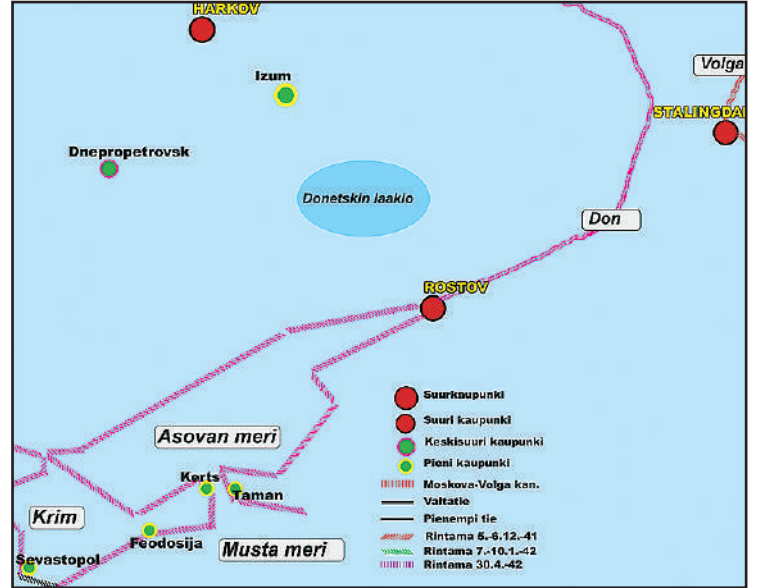 HARKOV
Izum
Volga
STALINGDA
Dnepropetrovsk
Donetskin laakio
Don
ROSTOV
Suurkaupunki
Suuri kaupunki
Keskisuuri kaupunki
Pieni kaupunki
Moskova-Volga kan.
Valtatie
Pienempi tie
Rintama 5.-6.12.-41
Rintama 7.-10.1.-42
Rintama 30.4.-42
Asovan meri
Kerts
Taman
Krim
Feodosija
Musta meri
Sevastopol